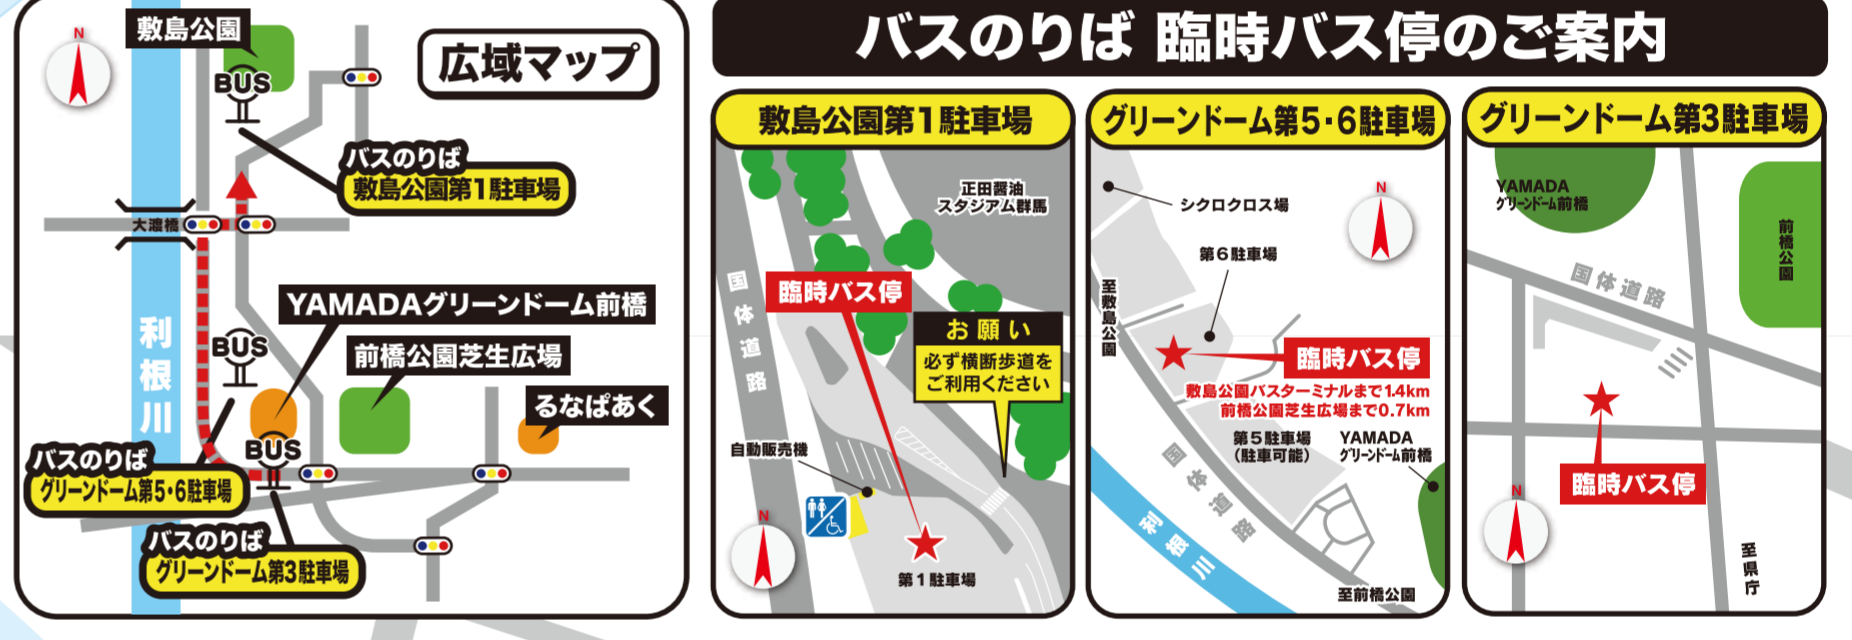 広域マップ
N
敷島公園
BUS
バスのりば
敷島公園第1駐車場
大渡橋
利根川
YAMADAグリーンドーム前橋
BUS
前橋公園芝生広場
るなぱあく
BUS
バスのりば
グリーンドーム第5・6駐車場
バスのりば
グリーンドーム第3駐車場
バスのりば 臨時バス停のご案内
敷島公園第1駐車場
正田醤油
スタジアム群馬
国体道路
臨時バス停
お願い
必ず横断歩道を
ご利用ください
自動販売機
N
第1駐車場
グリーンドーム第5・6駐車場
シクロクロス場
N
第6駐車場
至敷島公園
臨時バス停
敷島公園バスターミナルまで1.4km
前橋公園芝生広場まで0.7km
第5駐車場
(駐車可能)
YAMADA
グリーンドーム前橋
国体道路
利根川
至前橋公園
グリーンドーム第3駐車場
YAMADA
グリーンドーム前橋
前橋公園
国体道路
臨時バス停
N
至県庁